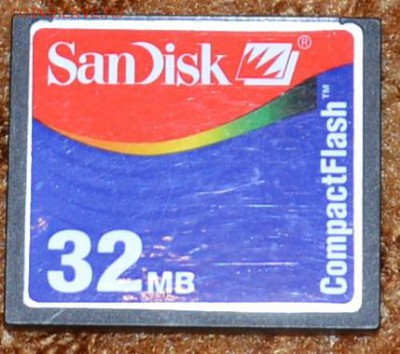 SanDisk®
CompactFlash™
32MB